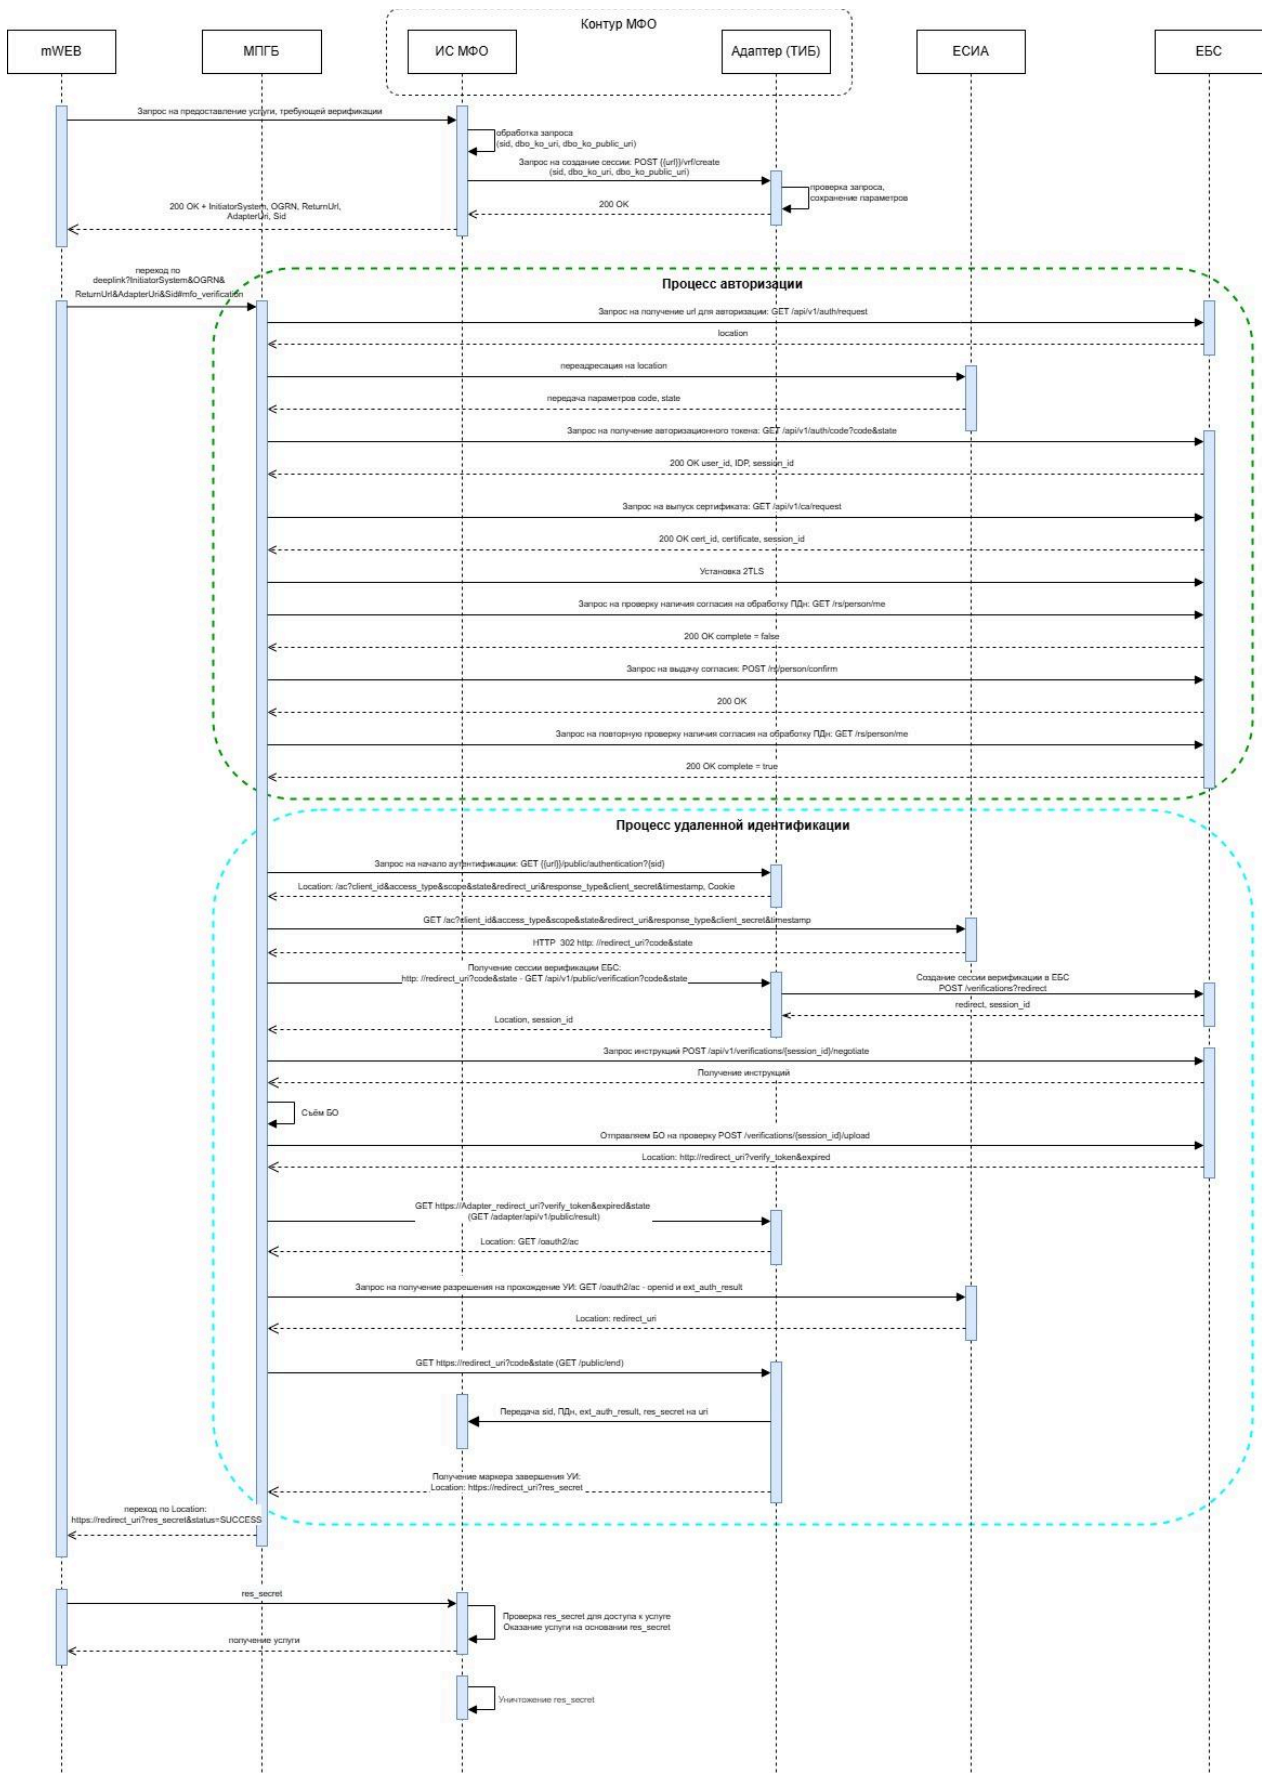 Контур МФО
mWEB
МПГБ
ИС МФО
Адаптер (ТИБ)
ЕСИА
ЕБС
Запрос на предоставление услуги, требующей верификации
обработка запроса
(sid, dbo_ko_uri, dbo_ko_public_uri)
Запрос на создание сессии: POST {{url}}/vrf/create
(sid, dbo_ko_uri, dbo_ko_public_uri)
проверка запроса,
сохранение параметров
200 OK
200 OK + InitiatorSystem, OGRN, ReturnUrl,
AdapterUri, Sid
переход по
deeplink?InitiatorSystem&OGRN&
ReturnUrl&AdapterUri&Sid#mfo_verification
Процесс авторизации
Запрос на получение url для авторизации: GET /api/v1/auth/request
location
переадресация на location
передача параметров code, state
Запрос на получение авторизационного токена: GET /api/v1/auth/code?code&state
200 OK user_id, IDP, session_id
Запрос на выпуск сертификата: GET /api/v1/ca/request
200 OK cert_id, certificate, session_id
Установка 2TLS
Запрос на проверку наличия согласия на обработку ПДн: GET /rs/person/me
200 OK complete = false
Запрос на выдачу согласия: POST /rs/person/confirm
200 OK
Запрос на повторную проверку наличия согласия на обработку ПДн: GET /rs/person/me
200 OK complete = true
Процесс удаленной идентификации
Запрос на начало аутентификации: GET {{url}}/public/authentication?{sid}
Location: /ac?client_id&access_type&scope&state&redirect_uri&response_type&client_secret&timestamp, Cookie
GET /ac?client_id&access_type&scope&state&redirect_uri&response_type&client_secret&timestamp
HTTP 302 http: //redirect_uri?code&state
Получение сессии верификации ЕБС:
http: //redirect_uri?code&state - GET /api/v1/public/verification?code&state
Создание сессии верификации в ЕБС
POST /verifications?redirect
redirect, session_id
Location, session_id
Запрос инструкций POST /api/v1/verifications/{session_id}/negotiate
Получение инструкций
Съём БО
Отправляем БО на проверку POST /verifications/{session_id}/upload
Location: http://redirect_uri?verify_token&expired
GET https://Adapter_redirect_uri?verify_token&expired&state
(GET /adapter/api/v1/public/result)
Location: GET /oauth2/ac
Запрос на получение разрешения на прохождение УИ: GET /oauth2/ac - openid и ext_auth_result
Location: redirect_uri
GET https://redirect_uri?code&state (GET /public/end)
Передача sid, ПДн, ext_auth_result, res_secret на uri
Получение маркера завершения УИ:
Location: https://redirect_uri?res_secret
переход по Location:
https://redirect_uri?res_secret&status=SUCCESS
res_secret
Проверка res_secret для доступа к услуге
Оказание услуги на основании res_secret
получение услуги
Уничтожение res_secret